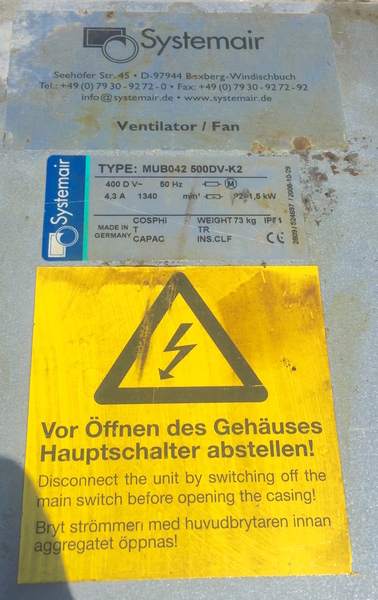 Systemair
Seehöfer Str. 45 • D-97944 Boxberg-Windischbuch
Tel.: +49 (0) 79 30 - 92 72 - 0 • Fax: +49 (0) 79 30 - 92 72 - 92
info@systemair.de • www.systemair.de
Ventilator / Fan
Systemair
TYPE: MUB042 500DV-K2
400 D V~ 50 Hz M
4,3 A 1340 min¹ P2=1,6 kW
COSPHI WEIGHT 73 kg
MADE IN GERMANY T TR
CAPAC INS.CLF CE
Vor Öffnen des Gehäuses
Hauptschalter abstellen!
Disconnect the unit by switching off the
main switch before opening the casing!
Bryt strömmen med huvudbrytaren innan
aggregatet öppnas!